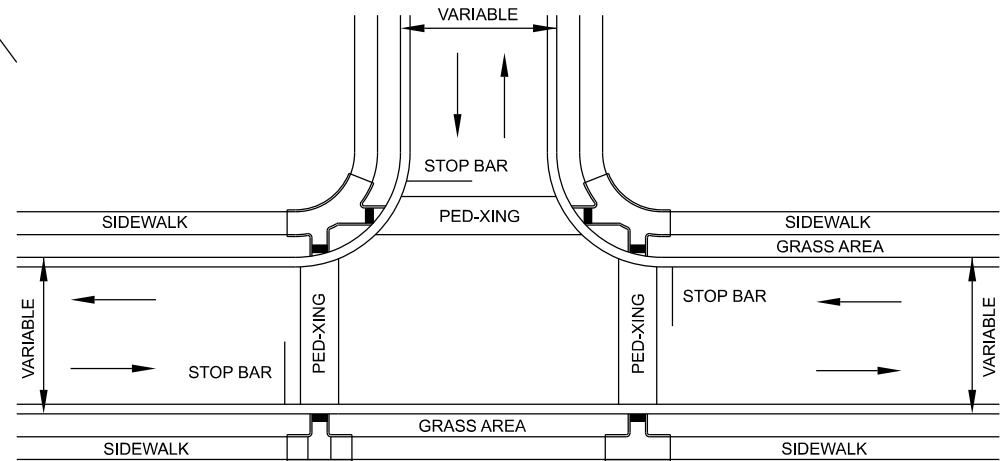 VARIABLE
STOP BAR
SIDEWALK
PED-XING
SIDEWALK
GRASS AREA
VARIABLE
PED-XING
PED-XING
STOP BAR
VARIABLE
STOP BAR
GRASS AREA
SIDEWALK
SIDEWALK